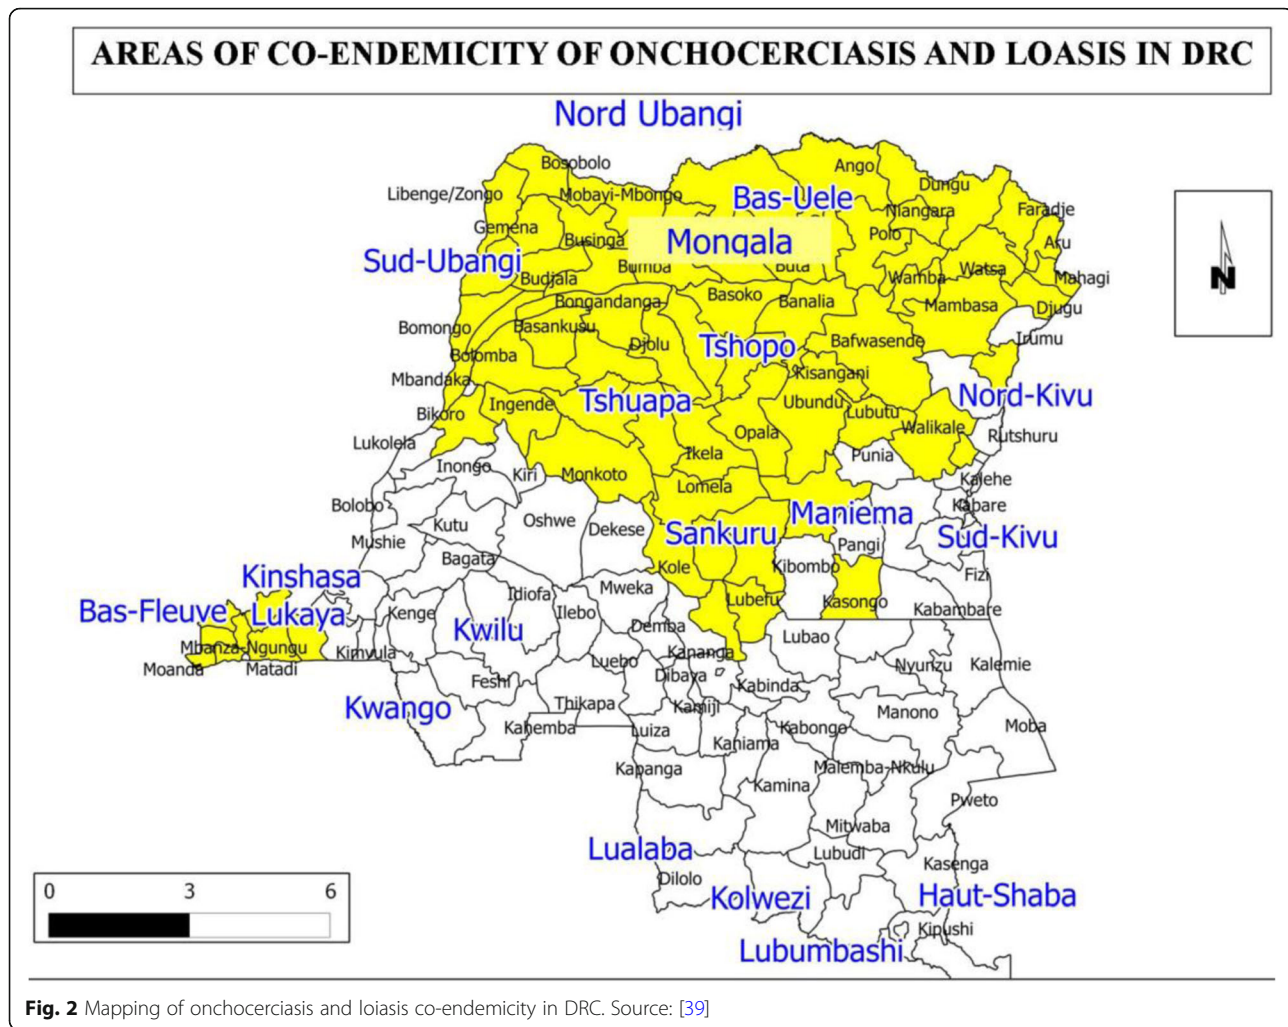 AREAS OF CO-ENDEMICITY OF ONCHOCERCIASIS AND LOASIS IN DRC
Nord Ubangi
Bosobolo
Ango
Dungu
Libenge/Zongo
Mobayi-Mbongo
Bas-Uele
Niangara
Faradje
Gemena
Businga
Mongala
Polo
Aru
Sud-Ubangi
Budjala
Bumba
Buta
Wamba
Watsa
Mahagi
Bongandanga
Basoko
Banalia
Mambasa
Djugu
N
Bomongo
Basankusu
Djolu
Tshopo
Bafwasende
Irumu
Bolomba
Mbandaka
Kisangani
Nord-Kivu
Bikoro
Ingende
Tshuapa
Ubundu
Lubutu
Walikale
Lukolela
Opala
Rutshuru
Inongo
Kiri
Monkoto
Ikela
Punia
Lomela
Kalehe
Bolobo
Kutu
Oshwe
Dekese
Sankuru
Maniema
Kabare
Mushie
Pangi
Sud-Kivu
Bagata
Kole
Kibombo
Fizi
Kinshasa
Idiofa
Mweka
Lubefu
Kasongo
Kabambare
Bas-Fleuve
Lukaya
Kenge
Kwilu
Ilebo
Demba
Lubao
Mbanza-Ngungu
Kimvula
Luebo
Kananga
Nyunzu
Kalemie
Moanda
Matadi
Feshi
Dibaya
Kabinda
Kwango
Thikapa
Kamiji
Manono
Kahemba
Luiza
Kaniama
Kabongo
Moba
Kapanga
Kamina
Malemba-Nkulu
Pweto
Mitwaba
Lualaba
Lubudi
Kasenga
Dilolo
Kolwezi
Haut-Shaba
Kipushi
Lubumbashi
0 3 6
Fig. 2 Mapping of onchocerciasis and loiasis co-endemicity in DRC. Source: [39]